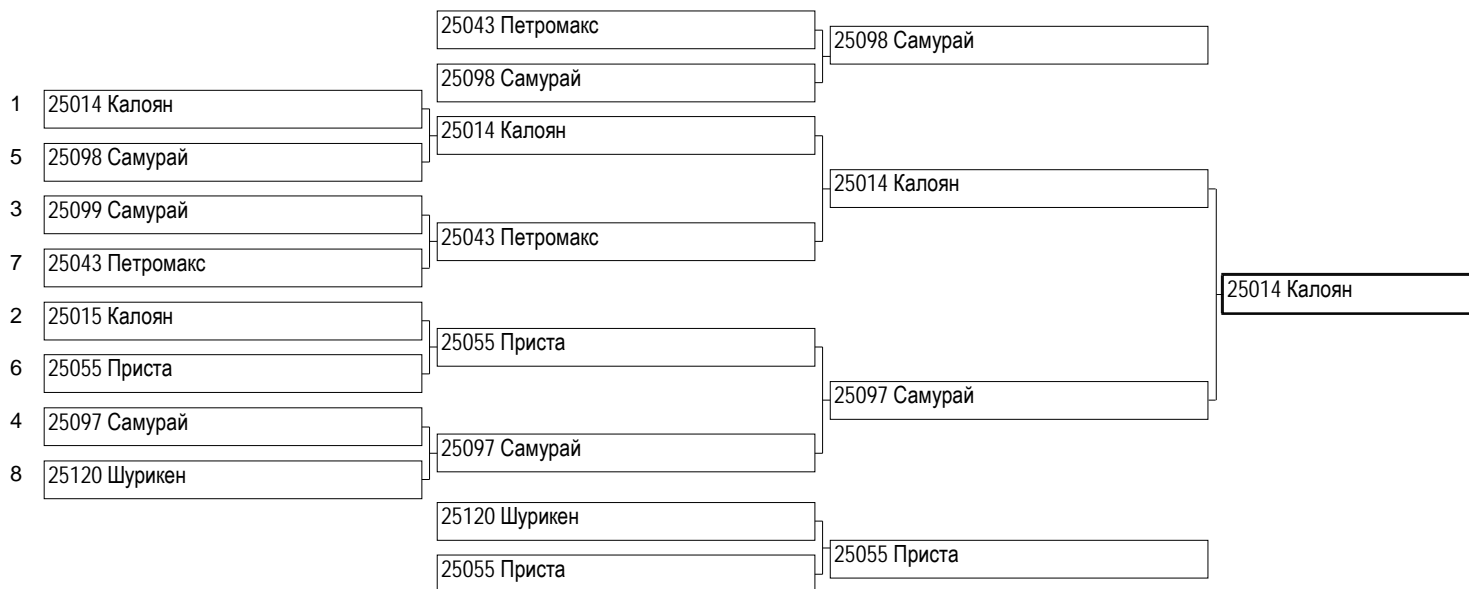 25043 Петромакс
25098 Самурай
25098 Самурай
1 25014 Калоян
5 25098 Самурай
25014 Калоян
3 25099 Самурай
7 25043 Петромакс
25043 Петромакс
25014 Калоян
2 25015 Калоян
6 25055 Приста
25055 Приста
4 25097 Самурай
8 25120 Шурикен
25097 Самурай
25097 Самурай
25014 Калоян
25120 Шурикен
25055 Приста
25055 Приста